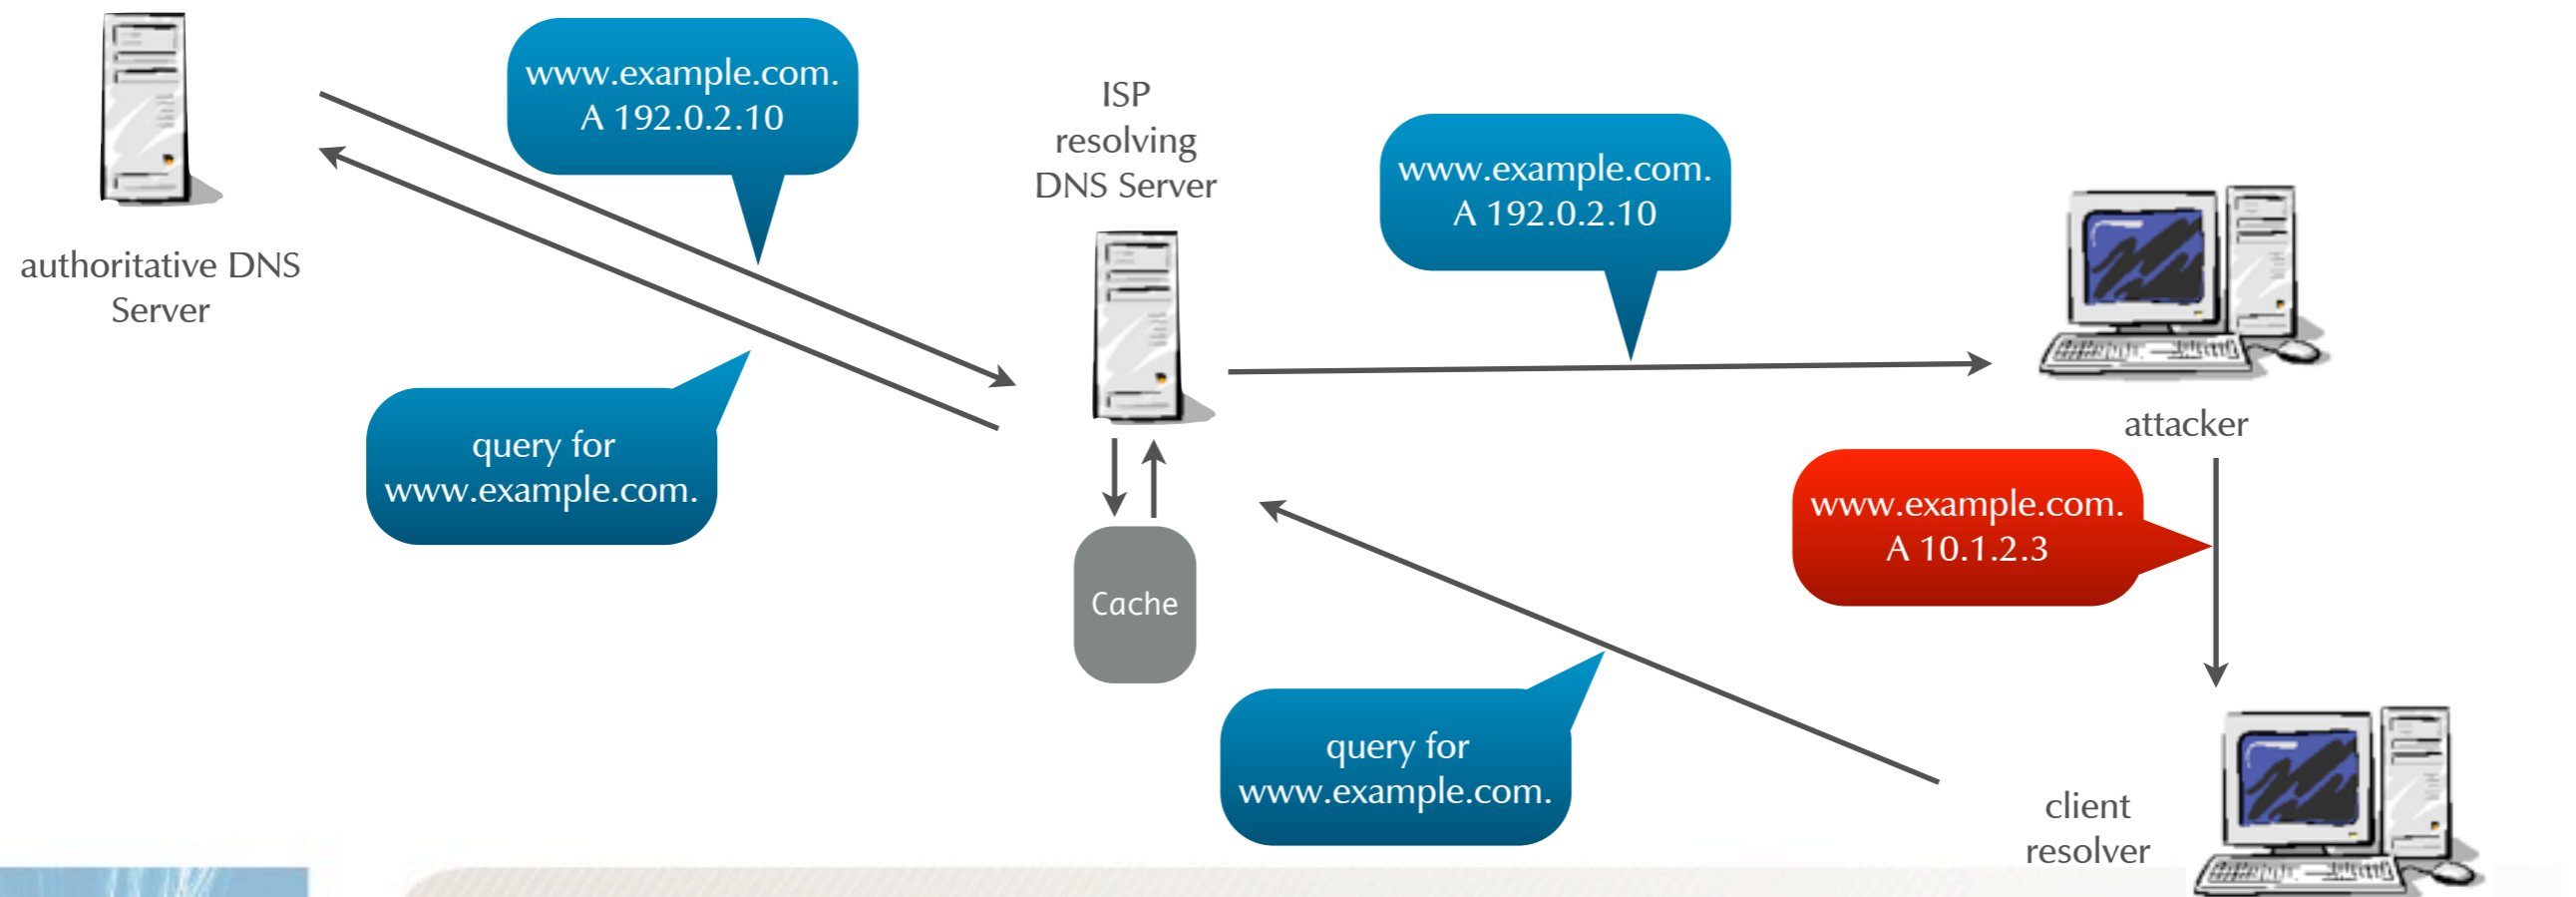 www.example.com.
A 192.0.2.10
ISP
resolving
DNS Server
www.example.com.
A 192.0.2.10
authoritative DNS
Server
query for
www.example.com.
attacker
www.example.com.
A 10.1.2.3
Cache
query for
www.example.com.
client
resolver